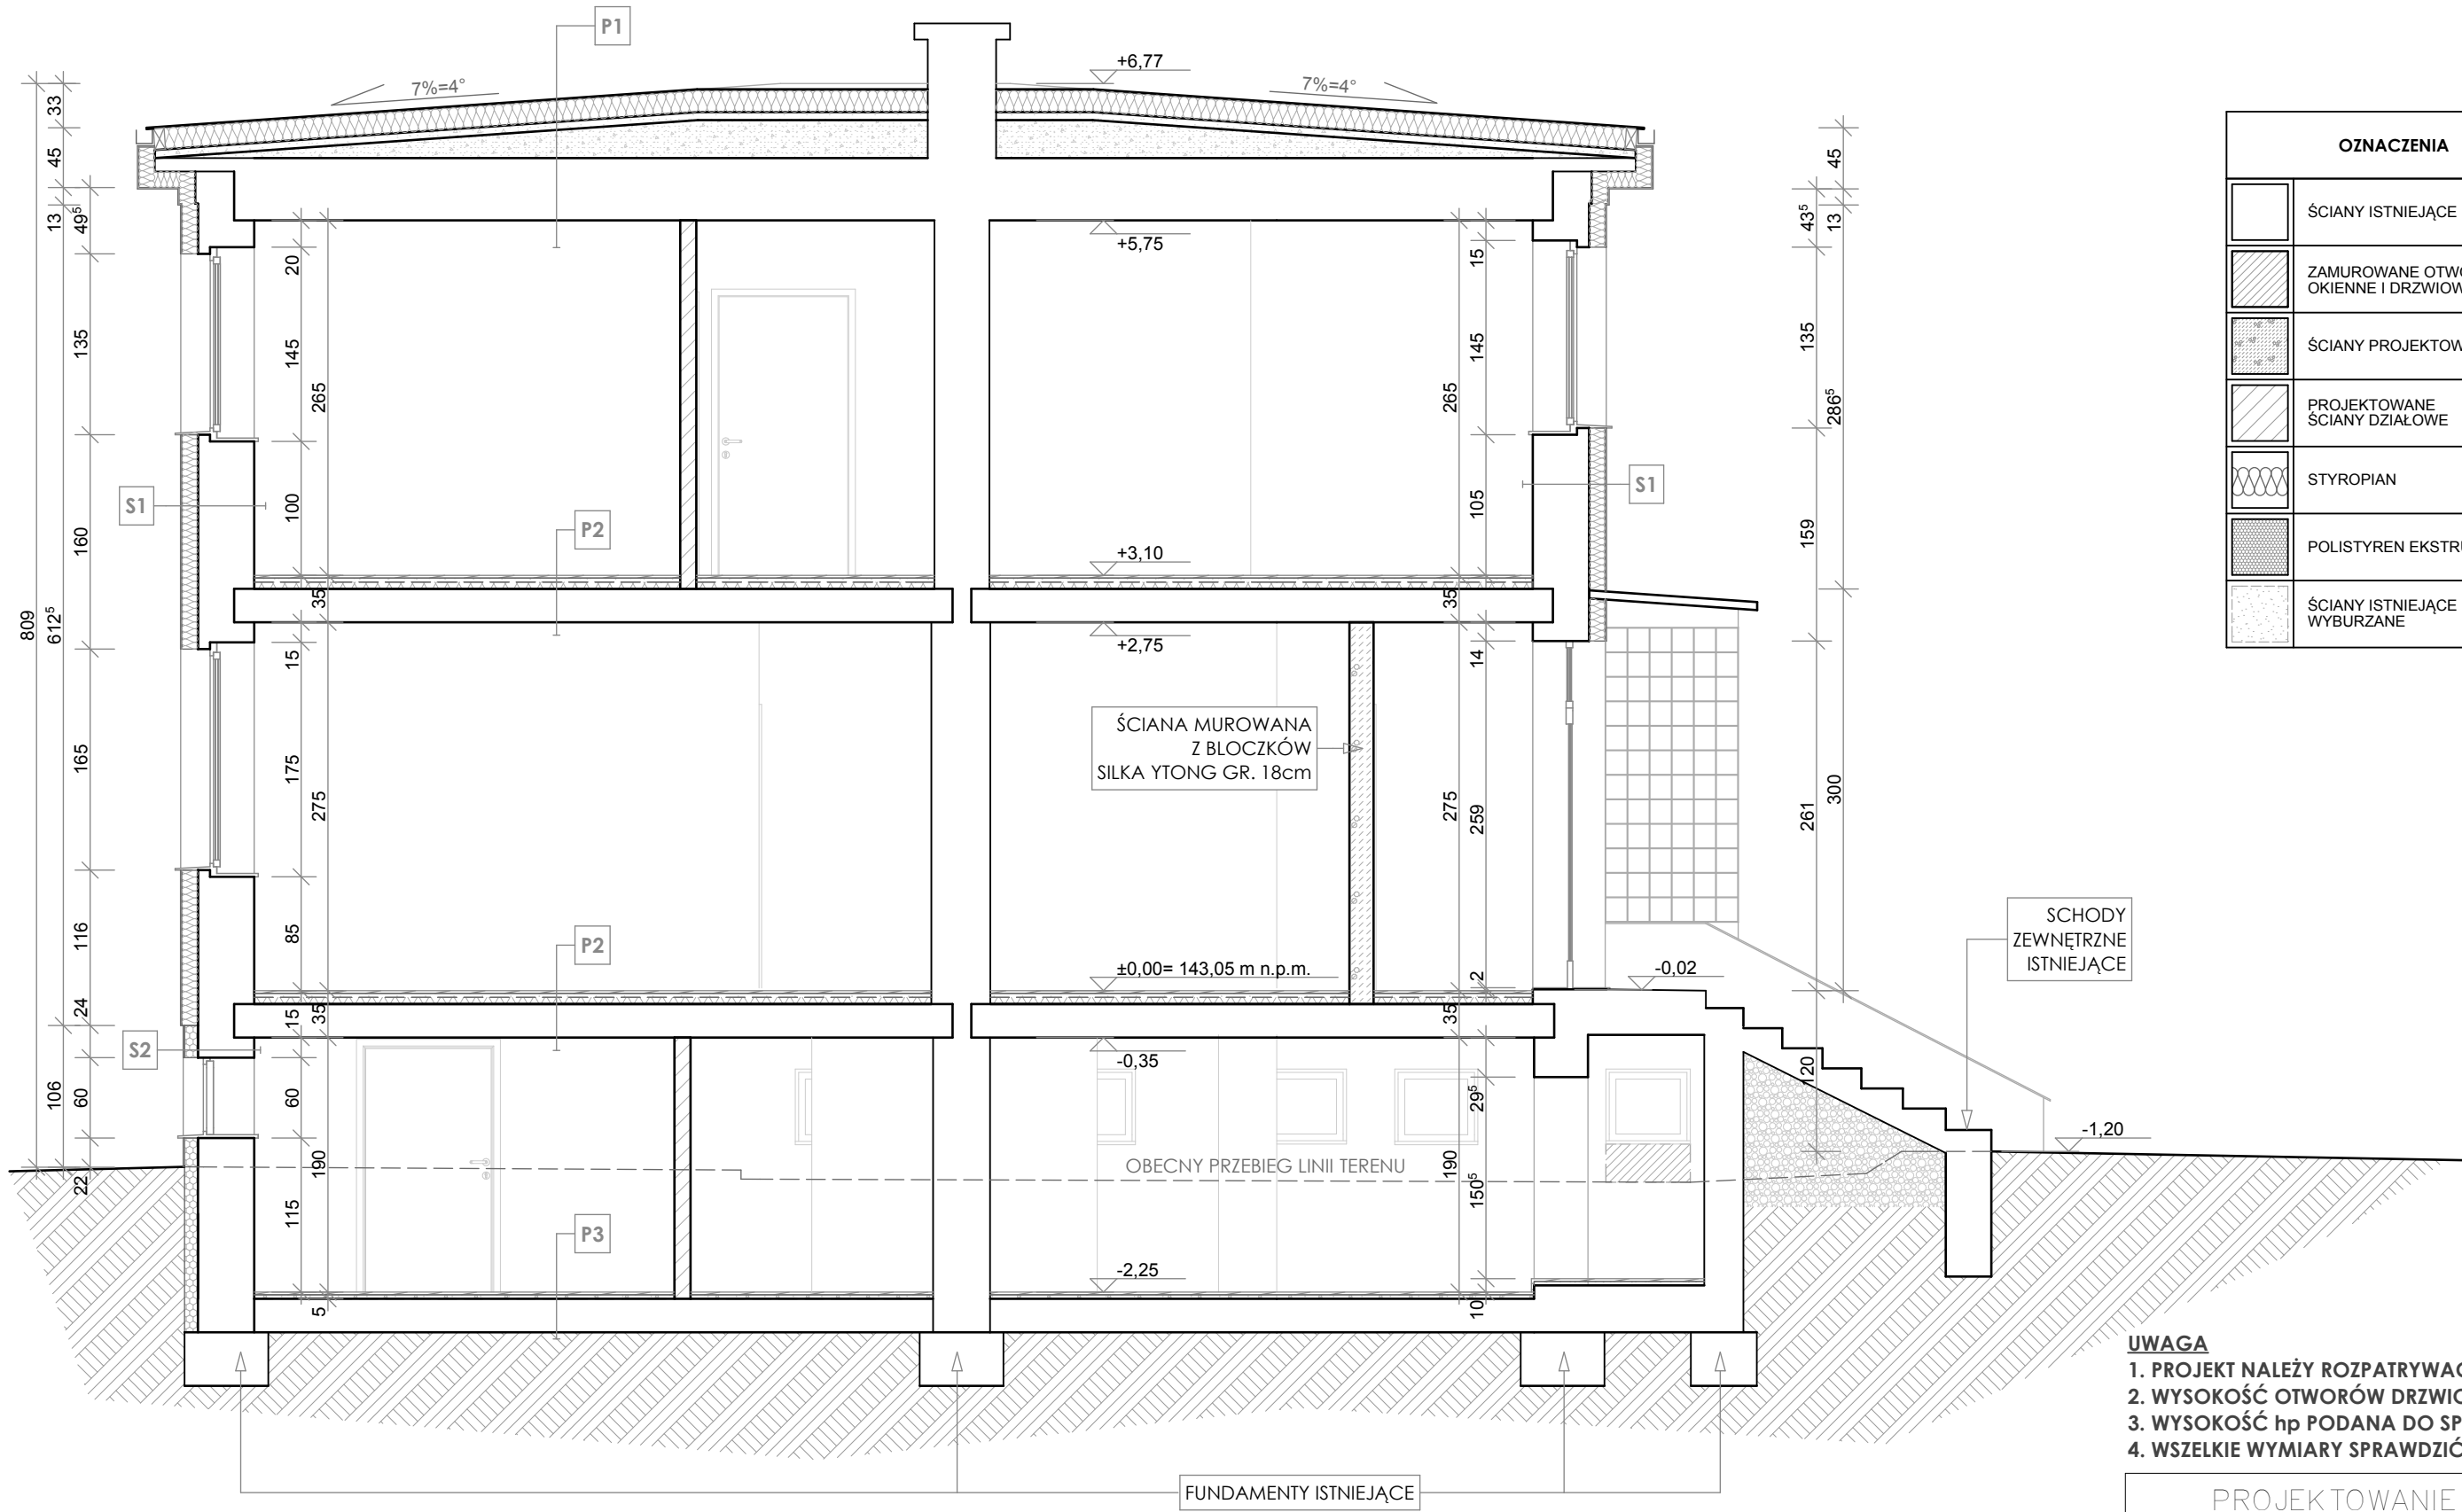 P1
+6,77
7%=4°
7%=4°
33
45
13
49⁵
135
160
809
612⁵
165
116
24
106
60
22
20
145
265
100
35
15
175
275
85
15
35
60
190
115
5
S1
P2
S2
P2
P3
+5,75
+3,10
+2,75
ŚCIANA MUROWANA
Z BLOCZKÓW
SILKA YTONG GR. 18cm
±0,00= 143,05 m n.p.m.
-0,35
OBECNY PRZEBIEG LINII TERENU
-2,25
15
145
265
105
35
14
275
259
2
35
29⁵
190
150⁵
10
S1
45
43⁵
13
135
286⁵
159
261
300
120
-0,02
-1,20
SCHODY
ZEWNĘTRZNE
ISTNIEJĄCE
FUNDAMENTY ISTNIEJĄCE
OZNACZENIA
ŚCIANY ISTNIEJĄCE
ZAMUROWANE OTWO
OKIENNE I DRZWIOW
ŚCIANY PROJEKTOW
PROJEKTOWANE
ŚCIANY DZIAŁOWE
STYROPIAN
POLISTYREN EKSTRU
ŚCIANY ISTNIEJĄCE
WYBURZANE
UWAGA
1. PROJEKT NALEŻY ROZPATRYWAĆ
2. WYSOKOŚĆ OTWORÓW DRZWIO
3. WYSOKOŚĆ hp PODANA DO SP
4. WSZELKIE WYMIARY SPRAWDZIĆ
PROJEKTOWANIE